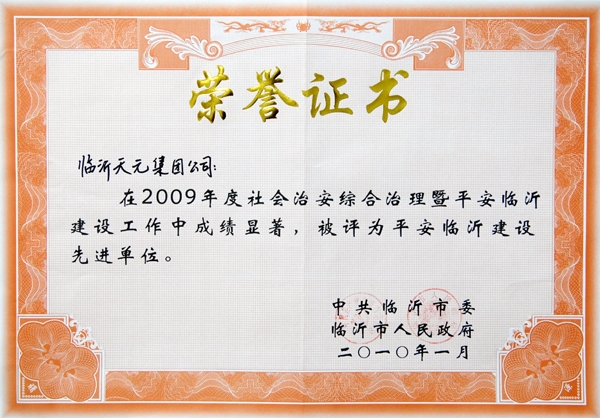 荣誉证书
临沂天元集团公司:
在2009年度社会治安综合治理暨平安临沂
建设工作中成绩显著，被评为平安临沂建设
先进单位。
中共临沂市委
临沂市人民政府
二〇一〇年一月